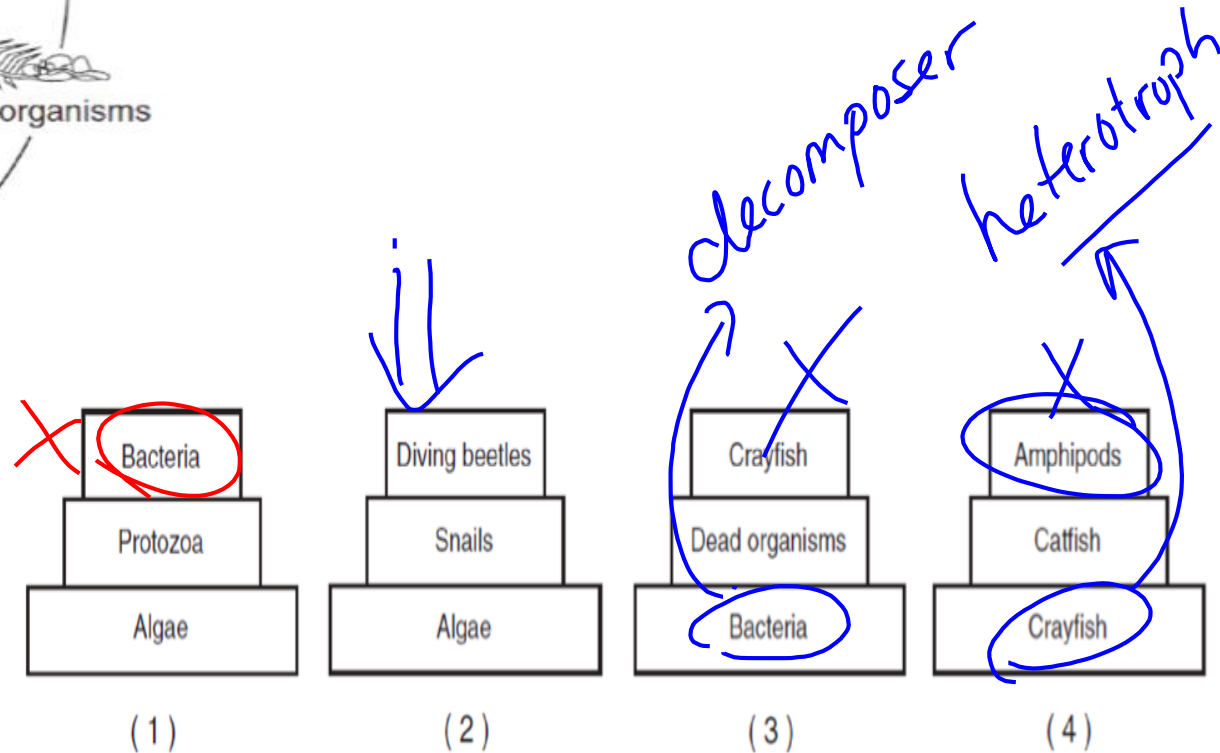 organisms
decomposer
heterotroph
Bacteria
Protozoa
Algae
(1)
Diving beetles
Snails
Algae
(2)
Crayfish
Dead organisms
Bacteria
(3)
Amphipods
Catfish
Crayfish
(4)